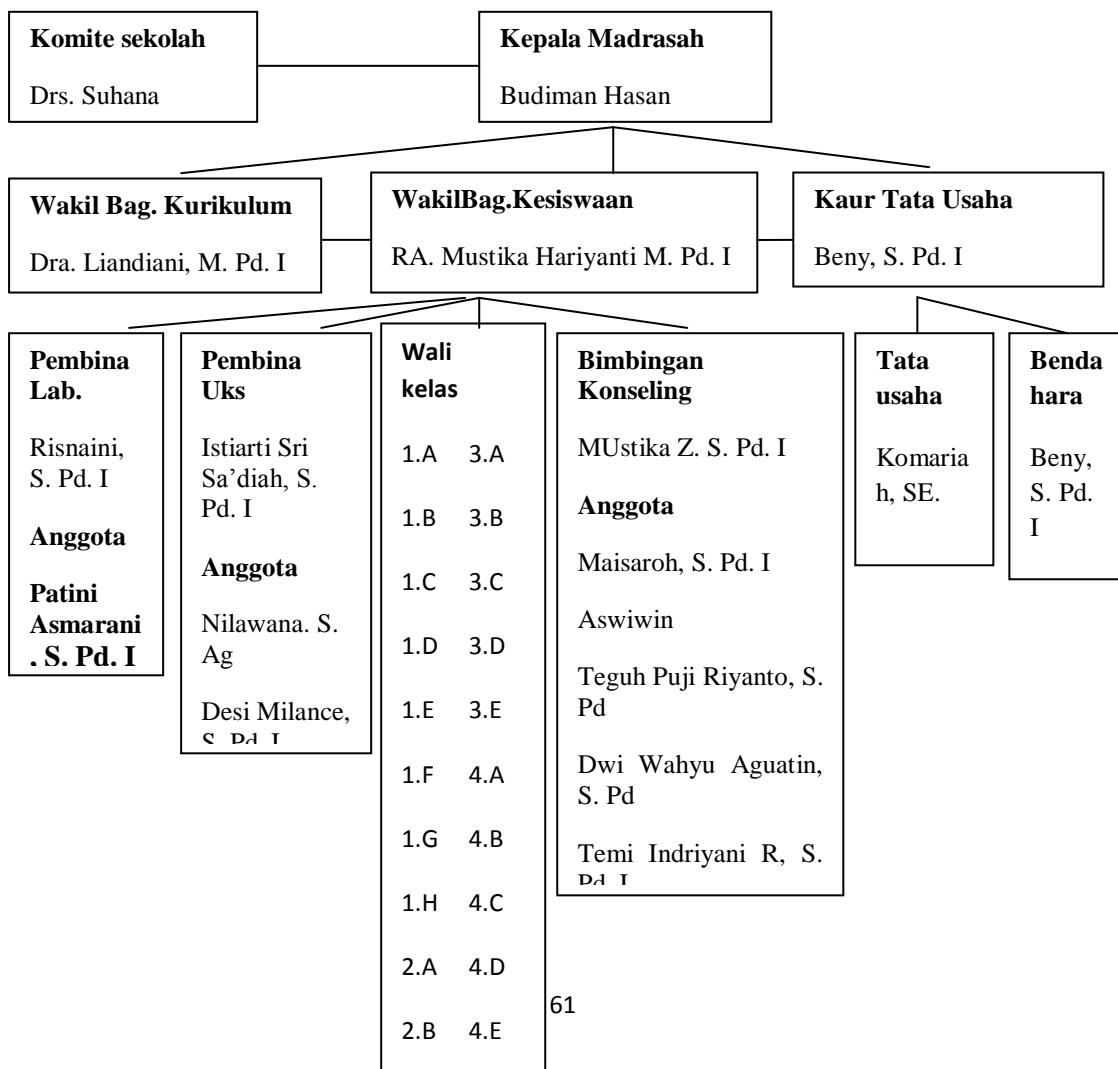 Komite sekolah
Drs. Suhana
Kepala Madrasah
Budiman Hasan
Wakil Bag. Kurikulum
Dra. Liandiani, M. Pd. I
WakilBag.Kesiswaan
RA. Mustika Hariyanti M. Pd. I
Kaur Tata Usaha
Beny, S. Pd. I
Pembina
Lab.
Risnaini,
S. Pd. I
Anggota
Patini
Asmarani
. S. Pd. I
Pembina
Uks
Istiarti Sri
Sa’diah, S.
Pd. I
Anggota
Nilawana. S.
Ag
Desi Milance,
S. Pd. I
Wali
kelas
1.A 3.A
1.B 3.B
1.C 3.C
1.D 3.D
1.E 3.E
1.F 4.A
1.G 4.B
1.H 4.C
2.A 4.D
2.B 4.E
Bimbingan
Konseling
MUstika Z. S. Pd. I
Anggota
Maisaroh, S. Pd. I
Aswiwin
Teguh Puji Riyanto, S.
Pd
Dwi Wahyu Aguatin,
S. Pd
Temi Indriyani R, S.
Pd. I
Tata
usaha
Komaria
h, SE.
Benda
hara
Beny,
S. Pd.
I
61